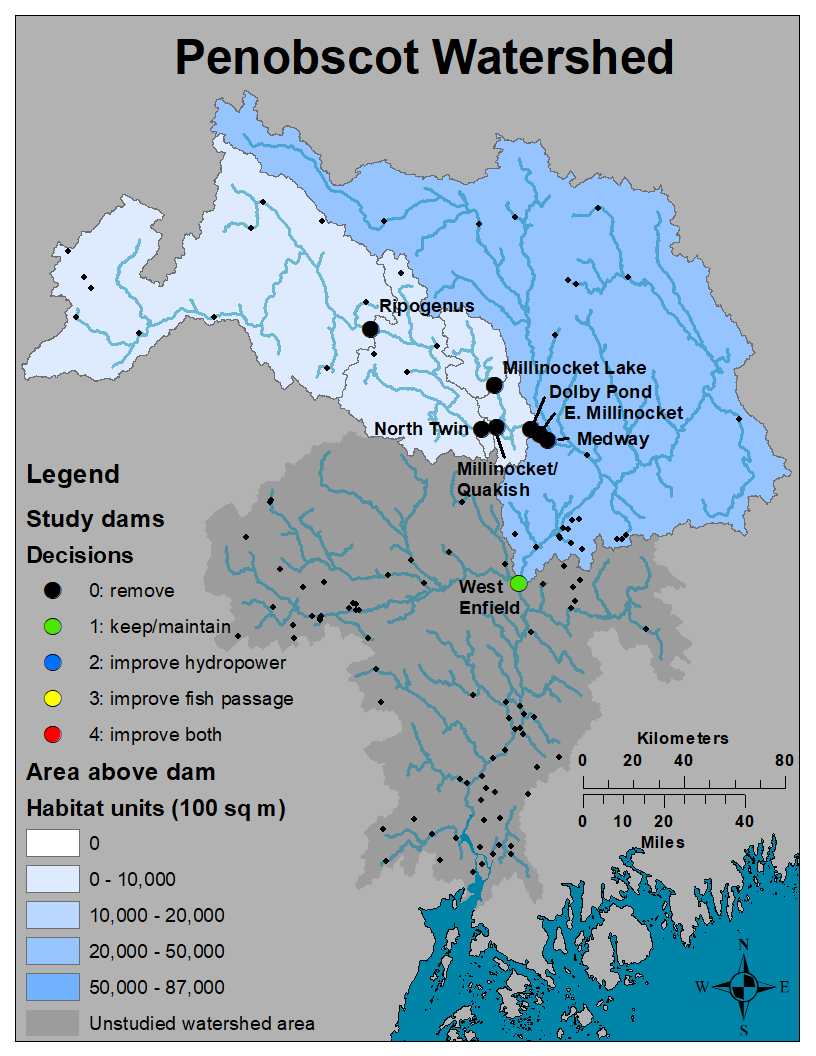 Penobscot Watershed
Ripogenus
Millinocket Lake
Dolby Pond
E. Millinocket
North Twin
Medway
Millinocket/
Quakish
West
Enfield
Legend
Study dams
Decisions
0: remove
1: keep/maintain
2: improve hydropower
3: improve fish passage
4: improve both
Area above dam
Habitat units (100 sq m)
0
0 - 10,000
10,000 - 20,000
20,000 - 50,000
50,000 - 87,000
Unstudied watershed area
Kilometers
0 20 40 80
0 10 20 40
Miles
N
W E
S